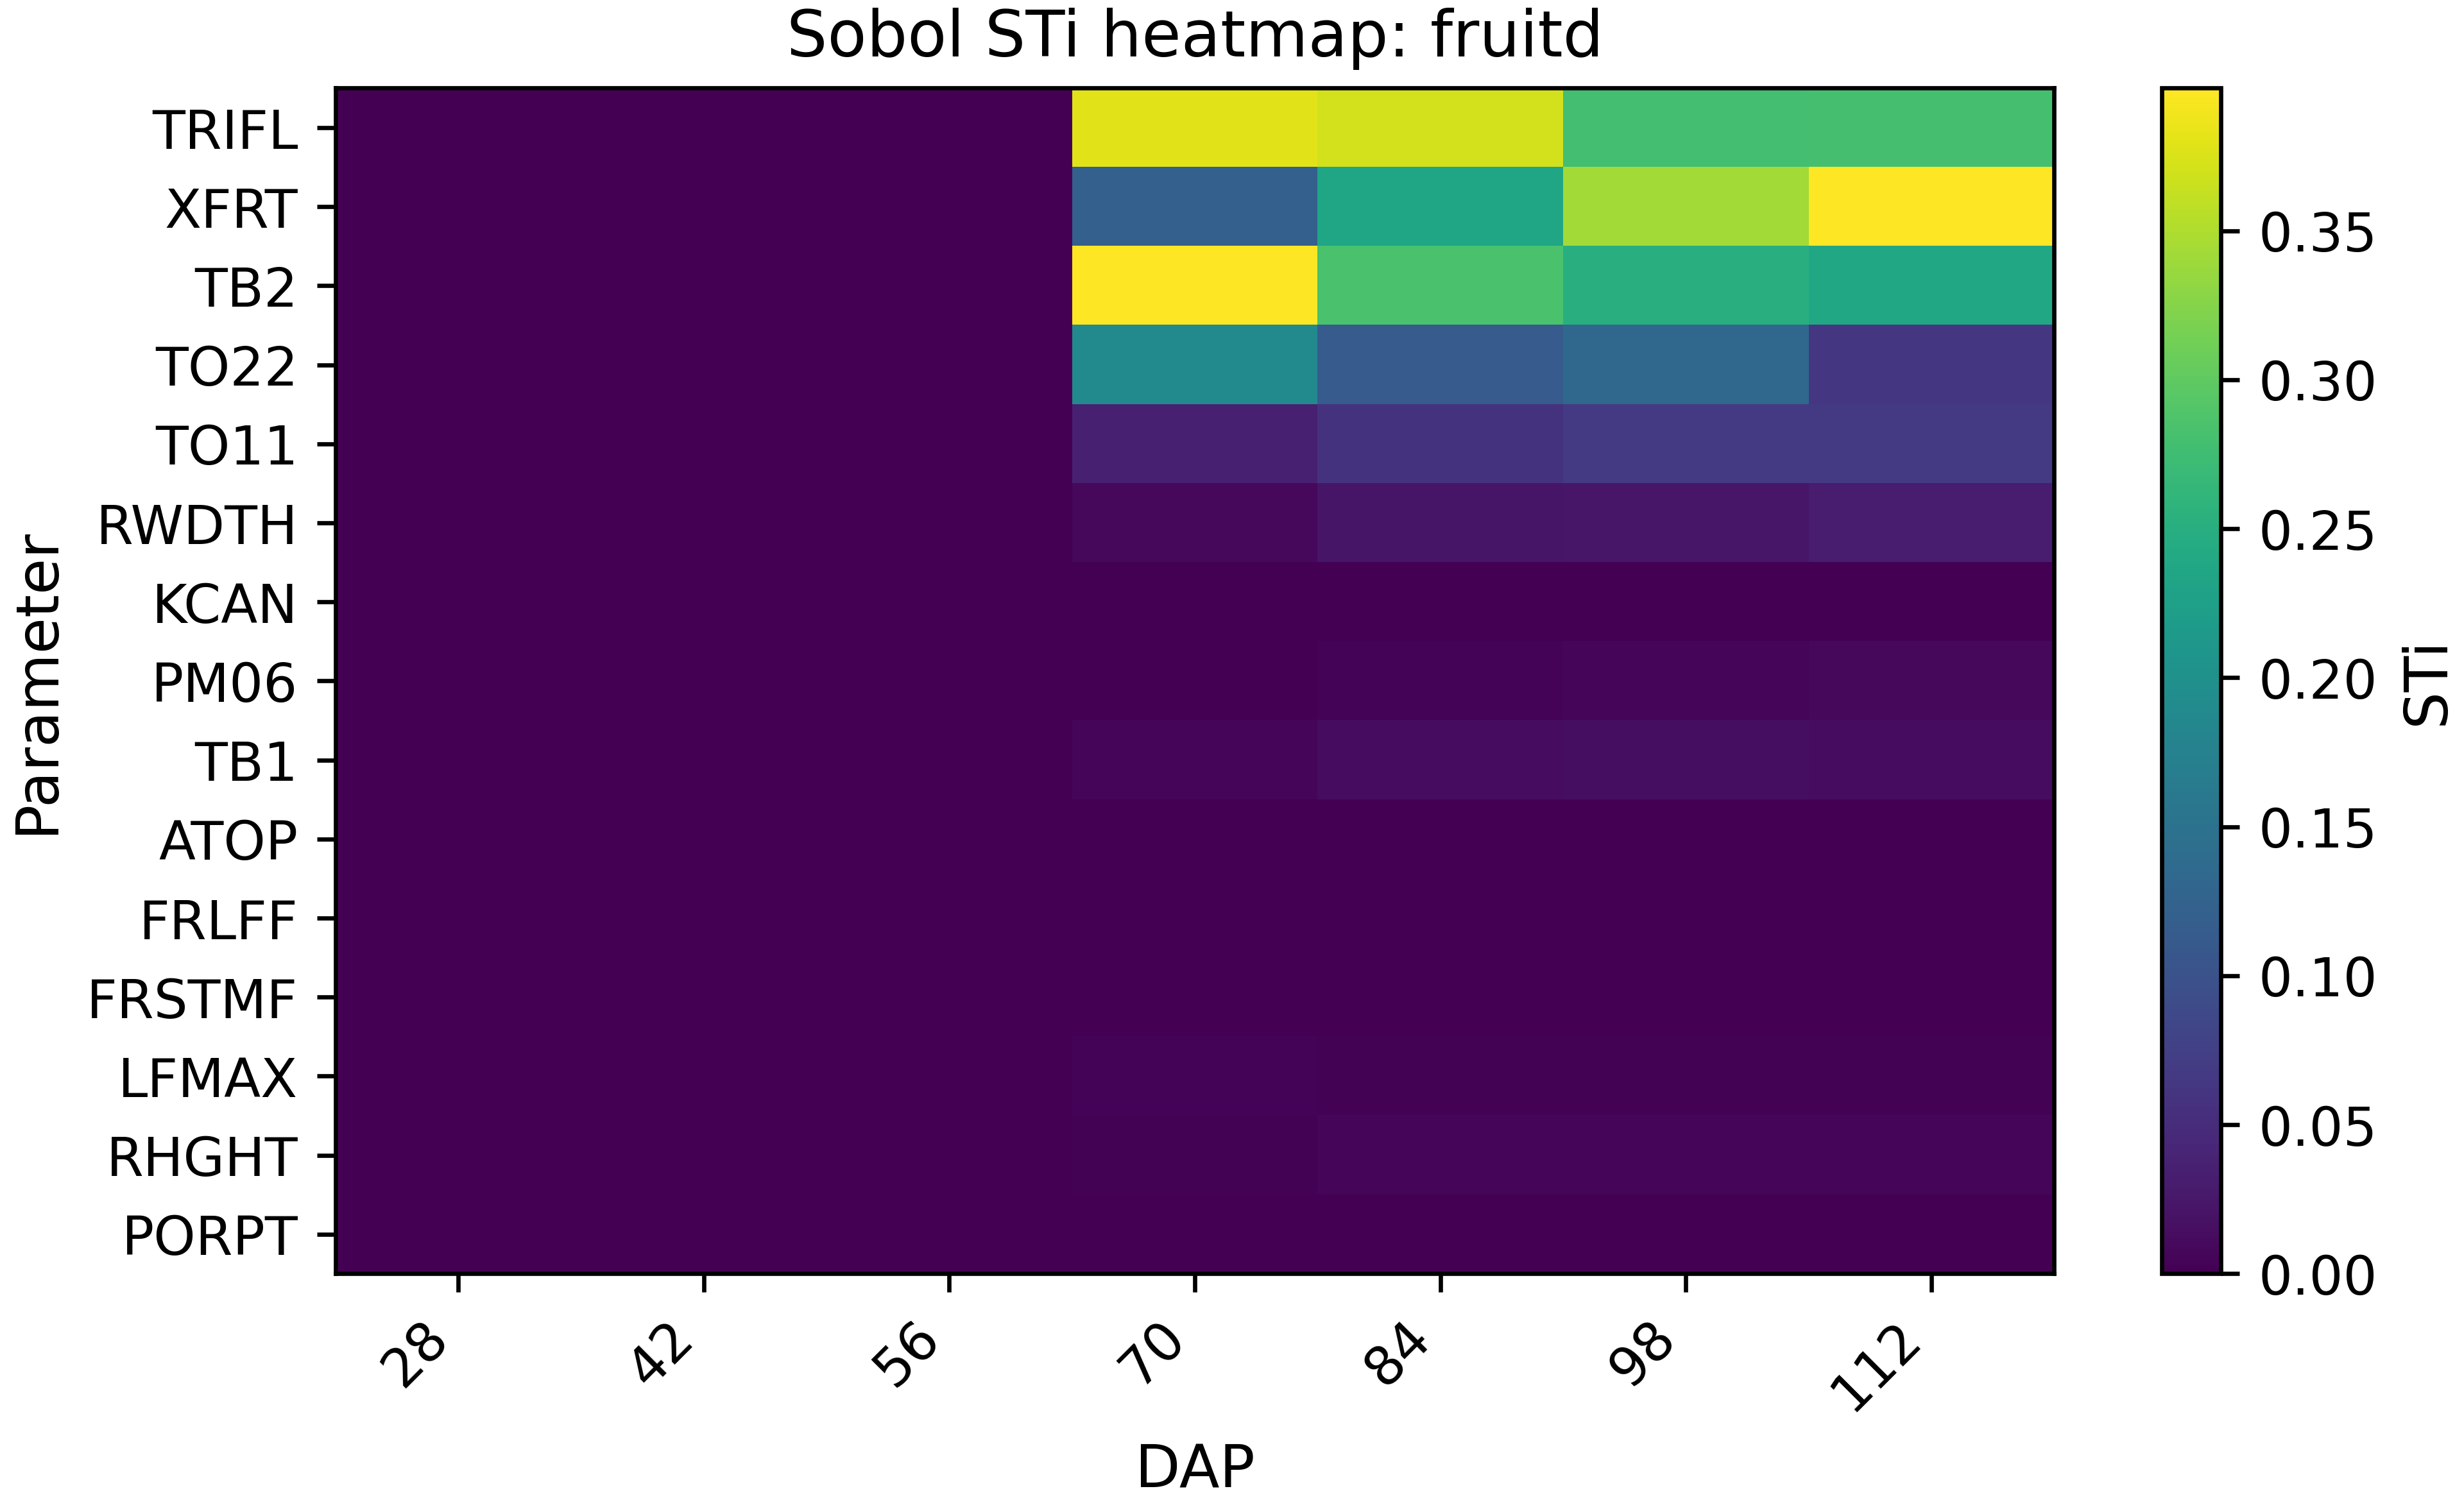 Sobol STi heatmap: fruitd
Parameter
TRIFL
XFRT
TB2
TO22
TO11
RWDTH
KCAN
PM06
TB1
ATOP
FRLFF
FRSTMF
LFMAX
RHGHT
PORPT
28
42
56
70
84
98
112
DAP
0.35
0.30
0.25
0.20
0.15
0.10
0.05
0.00
STi